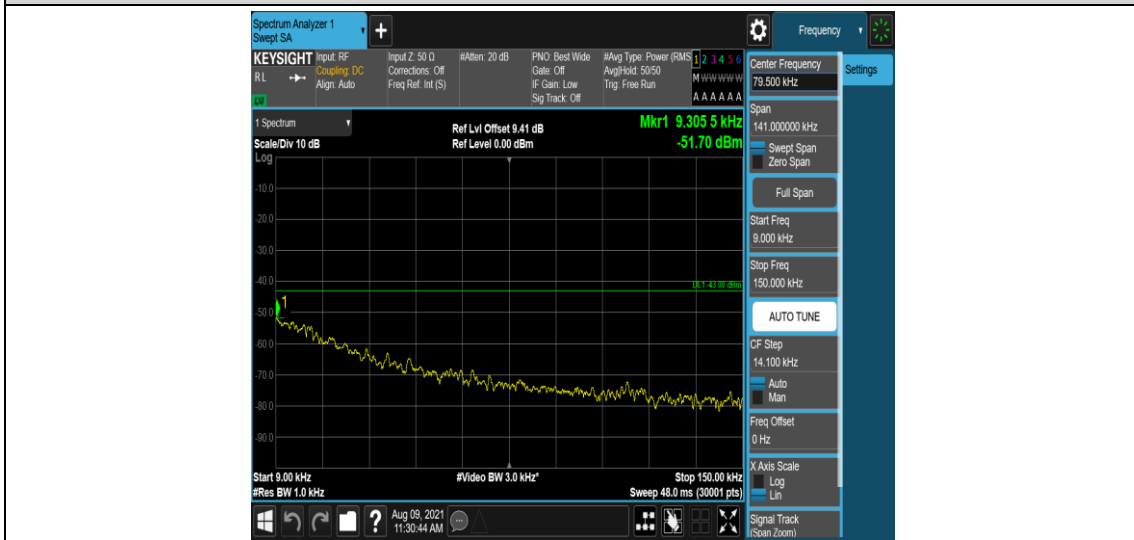 Spectrum Analyzer 1
Swept SA
+
Frequency
KEYSIGHT
RL
LXI
Input: RF
Coupling: DC
Align: Auto
Input Z: 50 Ω
Corrections: Off
Freq Ref: Int (S)
#Atten: 20 dB
PNO: Best Wide
Gate: Off
IF Gain: Low
Sig Track: Off
#Avg Type: Power (RMS
Avg|Hold: 50/50
Trig: Free Run
1 2 3 4 5 6
M W W W W W
A A A A A A
1 Spectrum
Scale/Div 10 dB
Log
Ref Lvl Offset 9.41 dB
Ref Level 0.00 dBm
Mkr1 9.305 5 kHz
-51.70 dBm
-10.0
-20.0
-30.0
-40.0
-50.0
-60.0
-70.0
-80.0
-90.0
DL1 -43.00 dBm
1
Start 9.00 kHz
#Res BW 1.0 kHz
#Video BW 3.0 kHz*
Stop 150.00 kHz
Sweep 48.0 ms (30001 pts)
Center Frequency
79.500 kHz
Settings
Span
141.000000 kHz
Swept Span
Zero Span
Full Span
Start Freq
9.000 kHz
Stop Freq
150.000 kHz
AUTO TUNE
CF Step
14.100 kHz
Auto
Man
Freq Offset
0 Hz
X Axis Scale
Log
Lin
Signal Track
(Span Zoom)
?
Aug 09, 2021
11:30:44 AM